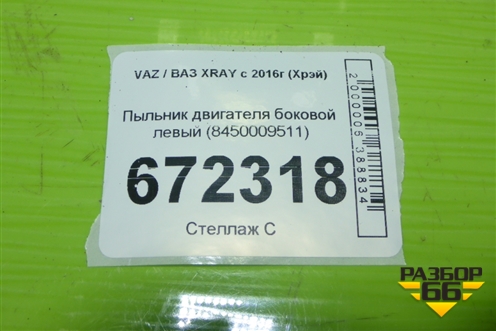 VAZ / ВАЗ XRAY с 2016г (Хрэй)
Пыльник двигателя боковой
левый (8450009511)
672318
Стеллаж С
2000006388834
РАЗБОР
66